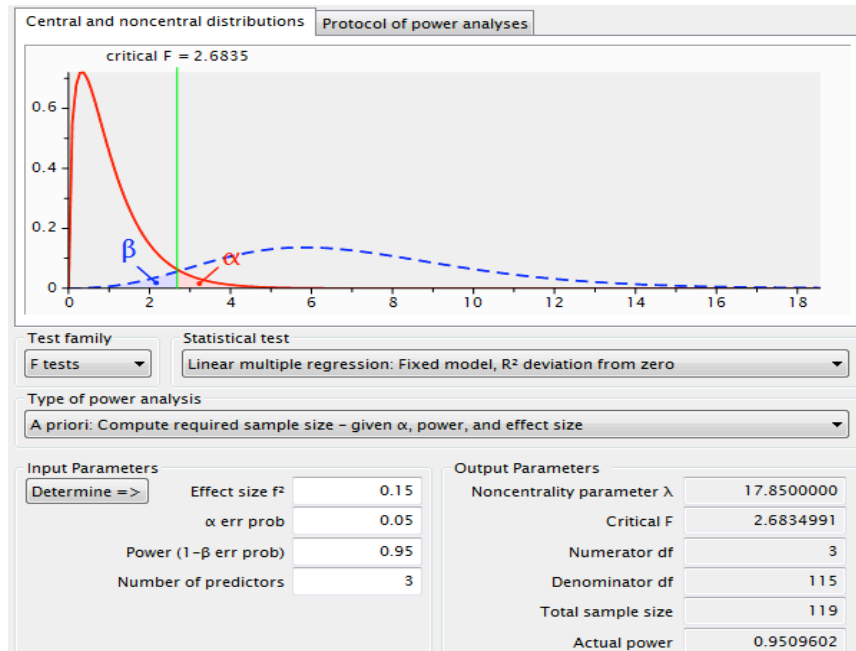 Central and noncentral distributions Protocol of power analyses
critical F = 2.6835
0.6
0.4
0.2
0
β α
0 2 4 6 8 10 12 14 16 18
Test family Statistical test
F tests Linear multiple regression: Fixed model, R² deviation from zero
Type of power analysis
A priori: Compute required sample size – given α, power, and effect size
Input Parameters Output Parameters
Determine => Effect size f² 0.15 Noncentrality parameter λ 17.8500000
α err prob 0.05 Critical F 2.6834991
Power (1-β err prob) 0.95 Numerator df 3
Number of predictors 3 Denominator df 115
Total sample size 119
Actual power 0.9509602